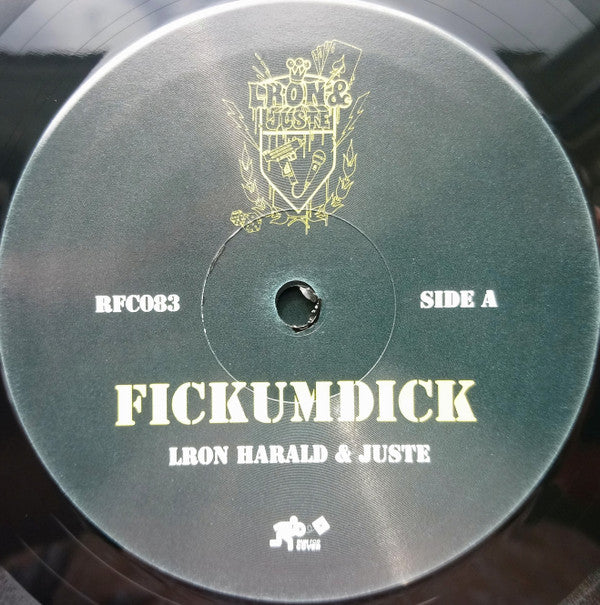 LRON &
JUSTE
RFC083
SIDE A
FICKUMDICK
LRON HARALD & JUSTE